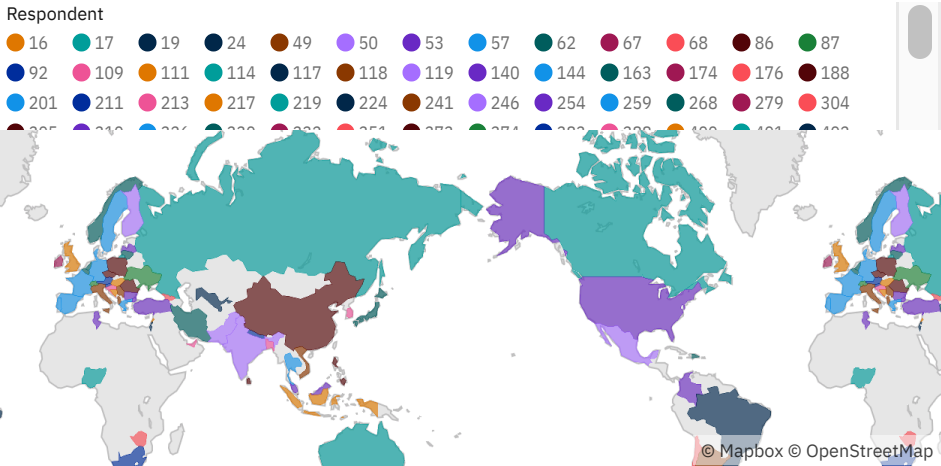 Respondent
16 17 19 24 49 50 53 57 62 67 68 86 87
92 109 111 114 117 118 119 140 144 163 174 176 188
201 211 213 217 219 224 241 246 254 259 268 279 304
© Mapbox © OpenStreetMap